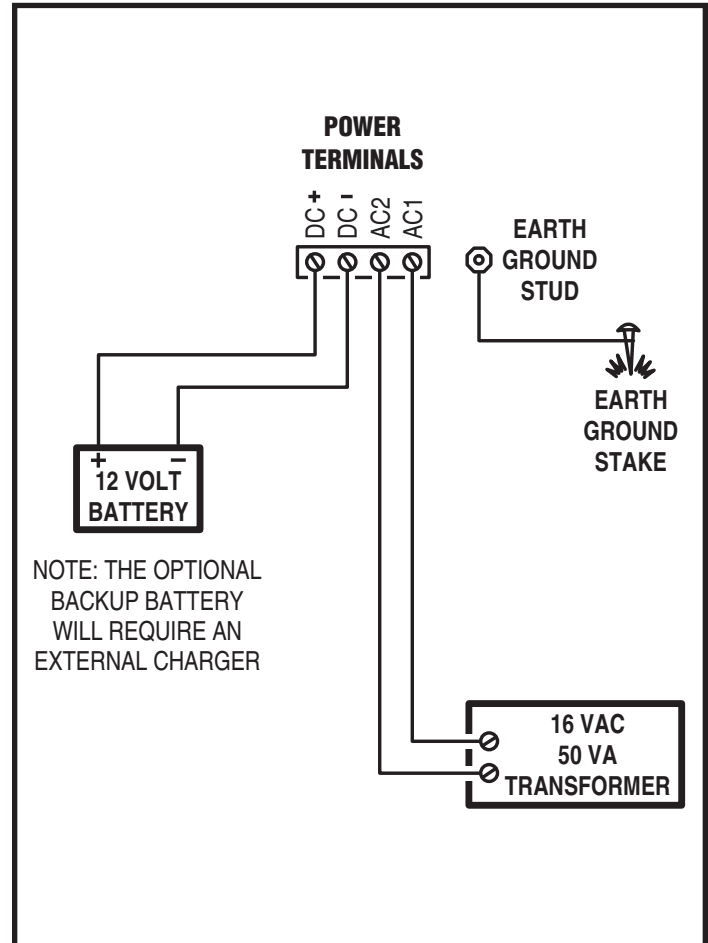 POWER
TERMINALS
DC +
DC -
AC2
AC1
EARTH
GROUND
STUD
EARTH
GROUND
STAKE
+ -
12 VOLT
BATTERY
NOTE: THE OPTIONAL
BACKUP BATTERY
WILL REQUIRE AN
EXTERNAL CHARGER
16 VAC
50 VA
TRANSFORMER